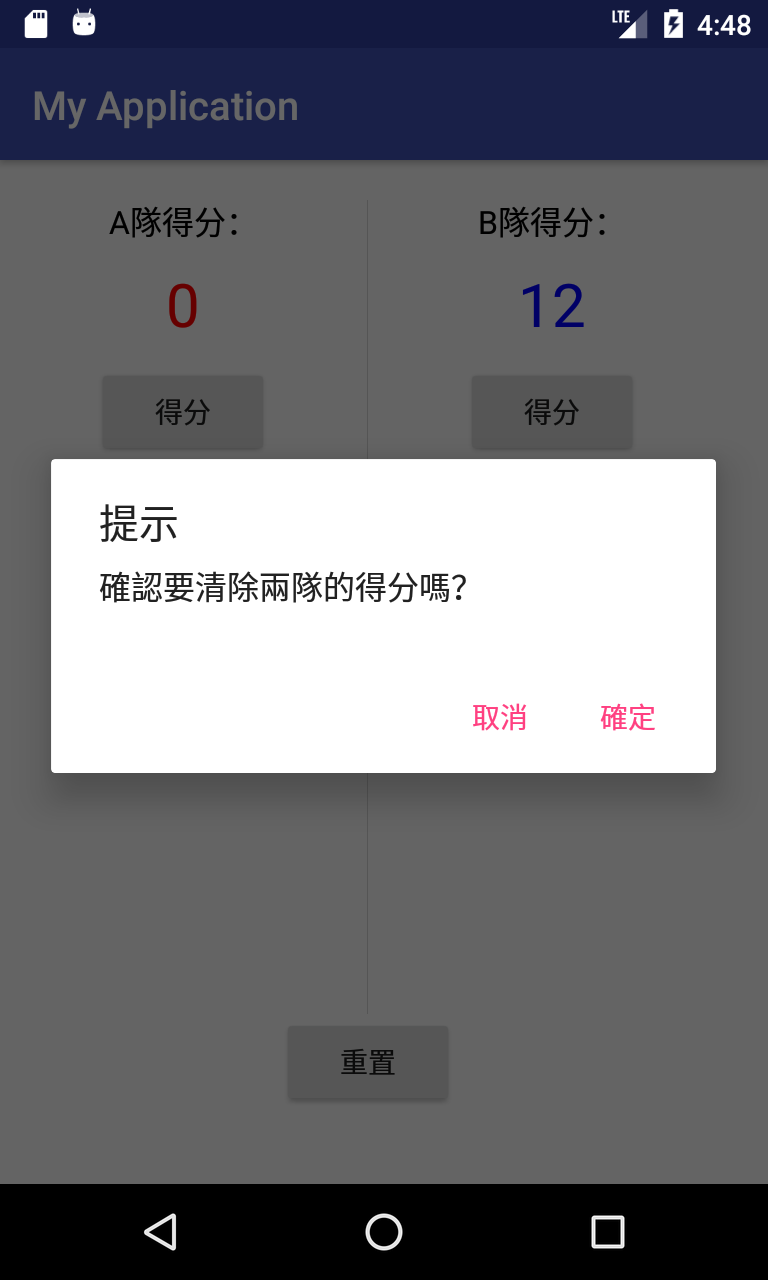 LTE 4:48
My Application
A隊得分：
B隊得分：
0
12
得分
得分
提示
確認要清除兩隊的得分嗎？
取消
確定
重置